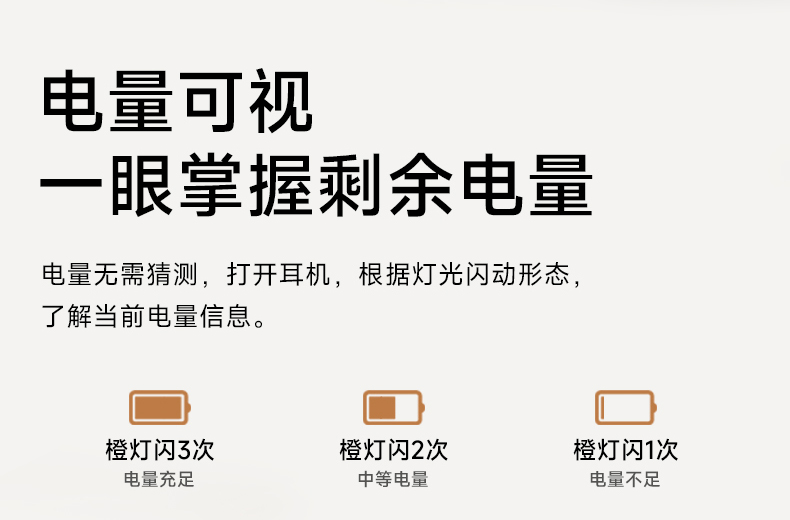 电量可视
一眼掌握剩余电量
电量无需猜测，打开耳机，根据灯光闪动形态，
了解当前电量信息。
橙灯闪3次
橙灯闪2次
橙灯闪1次
电量充足
中等电量
电量不足